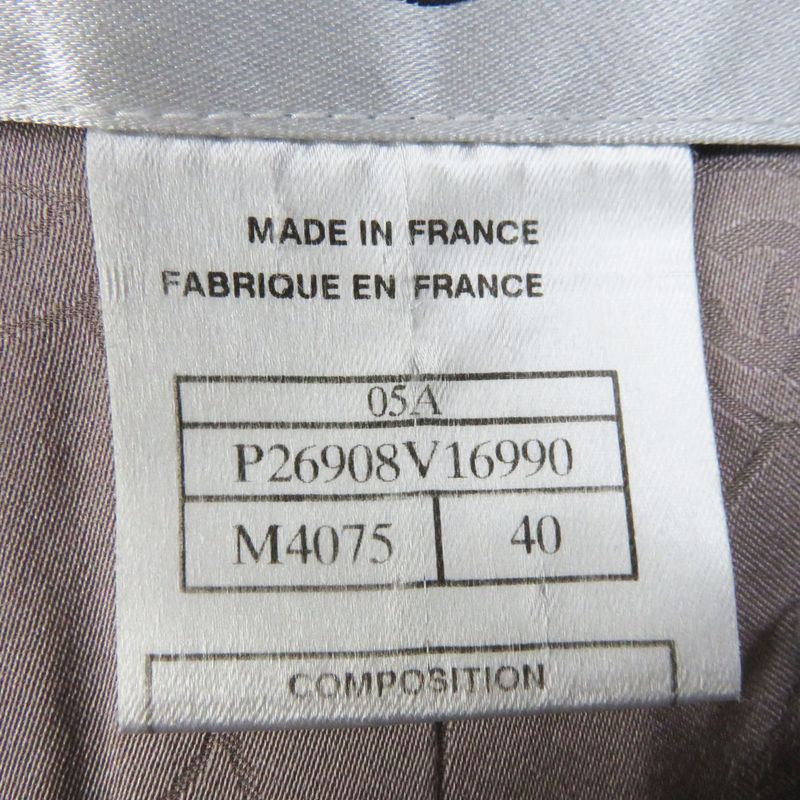 MADE IN FRANCE
FABRIQUE EN FRANCE
05A
P26908V16990
M4075 40
COMPOSITION